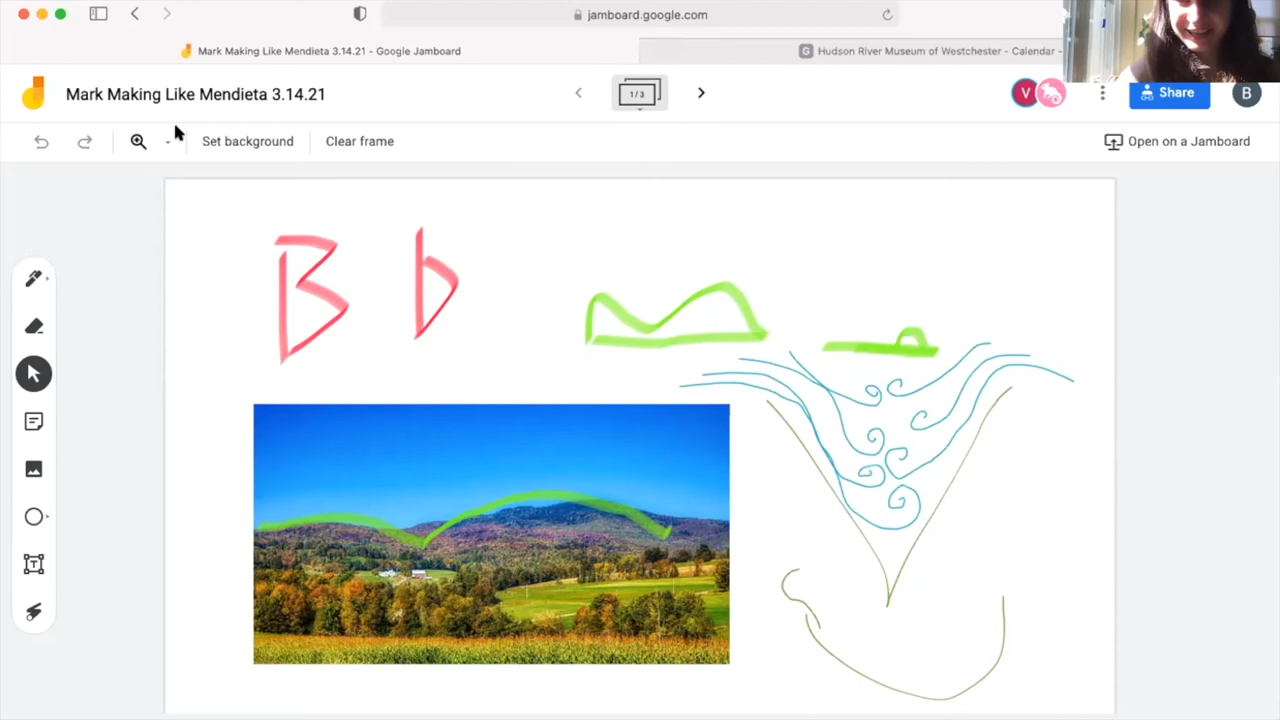 jamboard.google.com
Mark Making Like Mendieta 3.14.21 - Google Jamboard
G Hudson River Museum of Westchester - Calendar -
Mark Making Like Mendieta 3.14.21
1/3
V
Share
B
Set background
Clear frame
Open on a Jamboard
B b
T